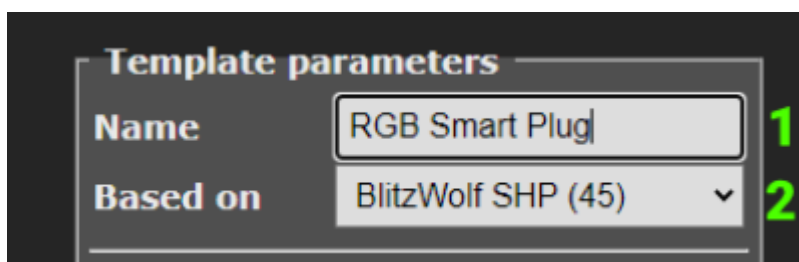 Template parameters
Name RGB Smart Plug 1
Based on BlitzWolf SHP (45) 2